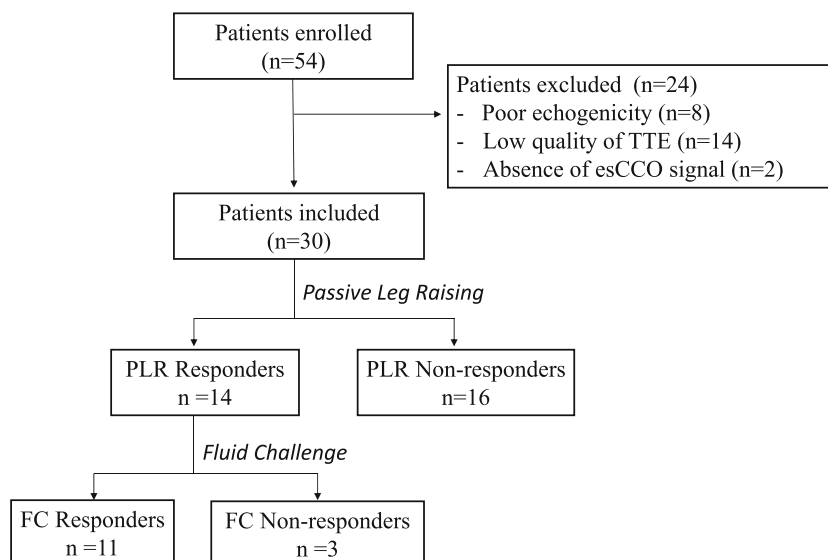 Patients enrolled
(n=54)
Patients excluded (n=24)
- Poor echogenicity (n=8)
- Low quality of TTE (n=14)
- Absence of esCCO signal (n=2)
Patients included
(n=30)
Passive Leg Raising
PLR Responders
n =14
PLR Non-responders
n=16
Fluid Challenge
FC Responders
n =11
FC Non-responders
n =3